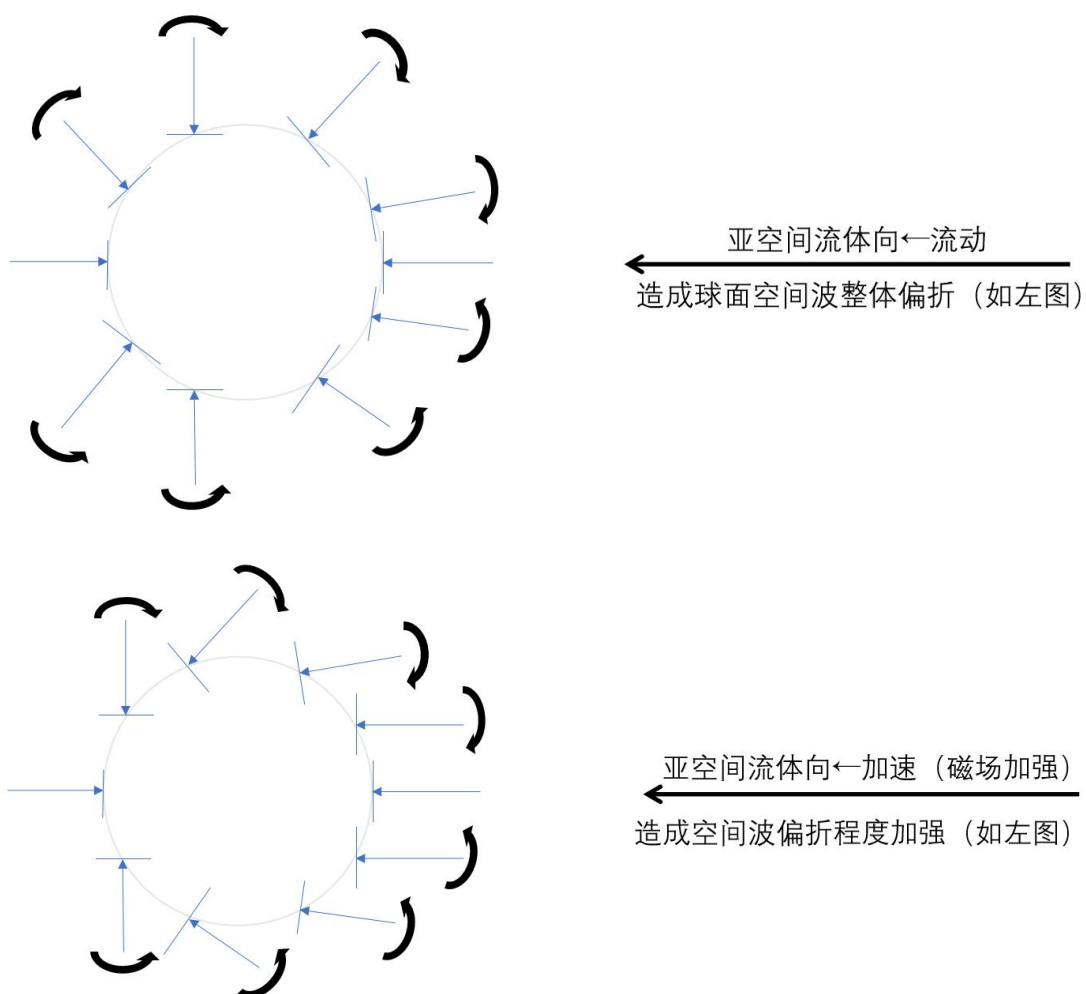 亚空间流体向←流动
造成球面空间波整体偏折（如左图）
亚空间流体向←加速（磁场加强）
造成空间波偏折程度加强（如左图）